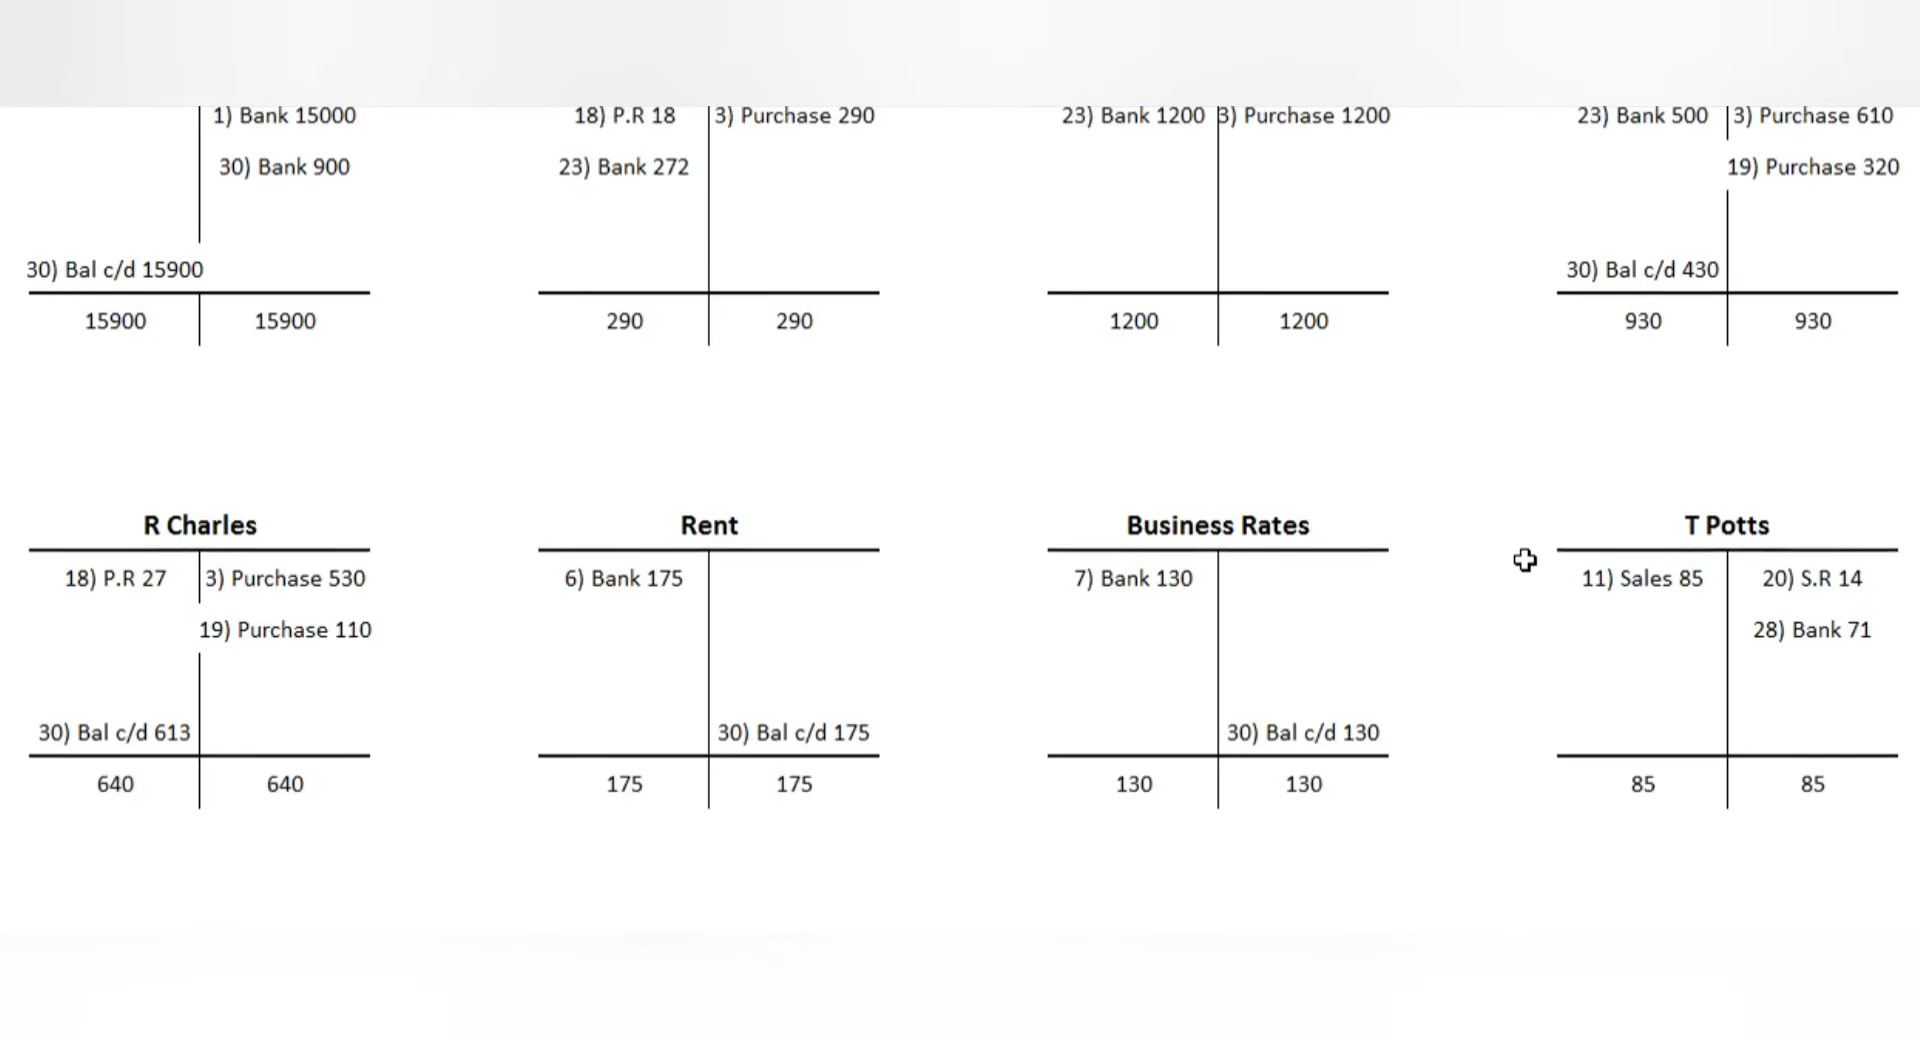 1) Bank 15000
18) P.R 18 3) Purchase 290
23) Bank 1200 3) Purchase 1200
23) Bank 500 3) Purchase 610
30) Bank 900
23) Bank 272
19) Purchase 320
30) Bal c/d 15900
30) Bal c/d 430
15900 15900
290 290
1200 1200
930 930
R Charles
Rent
Business Rates
T Potts
18) P.R 27 3) Purchase 530
6) Bank 175
7) Bank 130
11) Sales 85 20) S.R 14
19) Purchase 110
28) Bank 71
30) Bal c/d 613
30) Bal c/d 175
30) Bal c/d 130
640 640
175 175
130 130
85 85